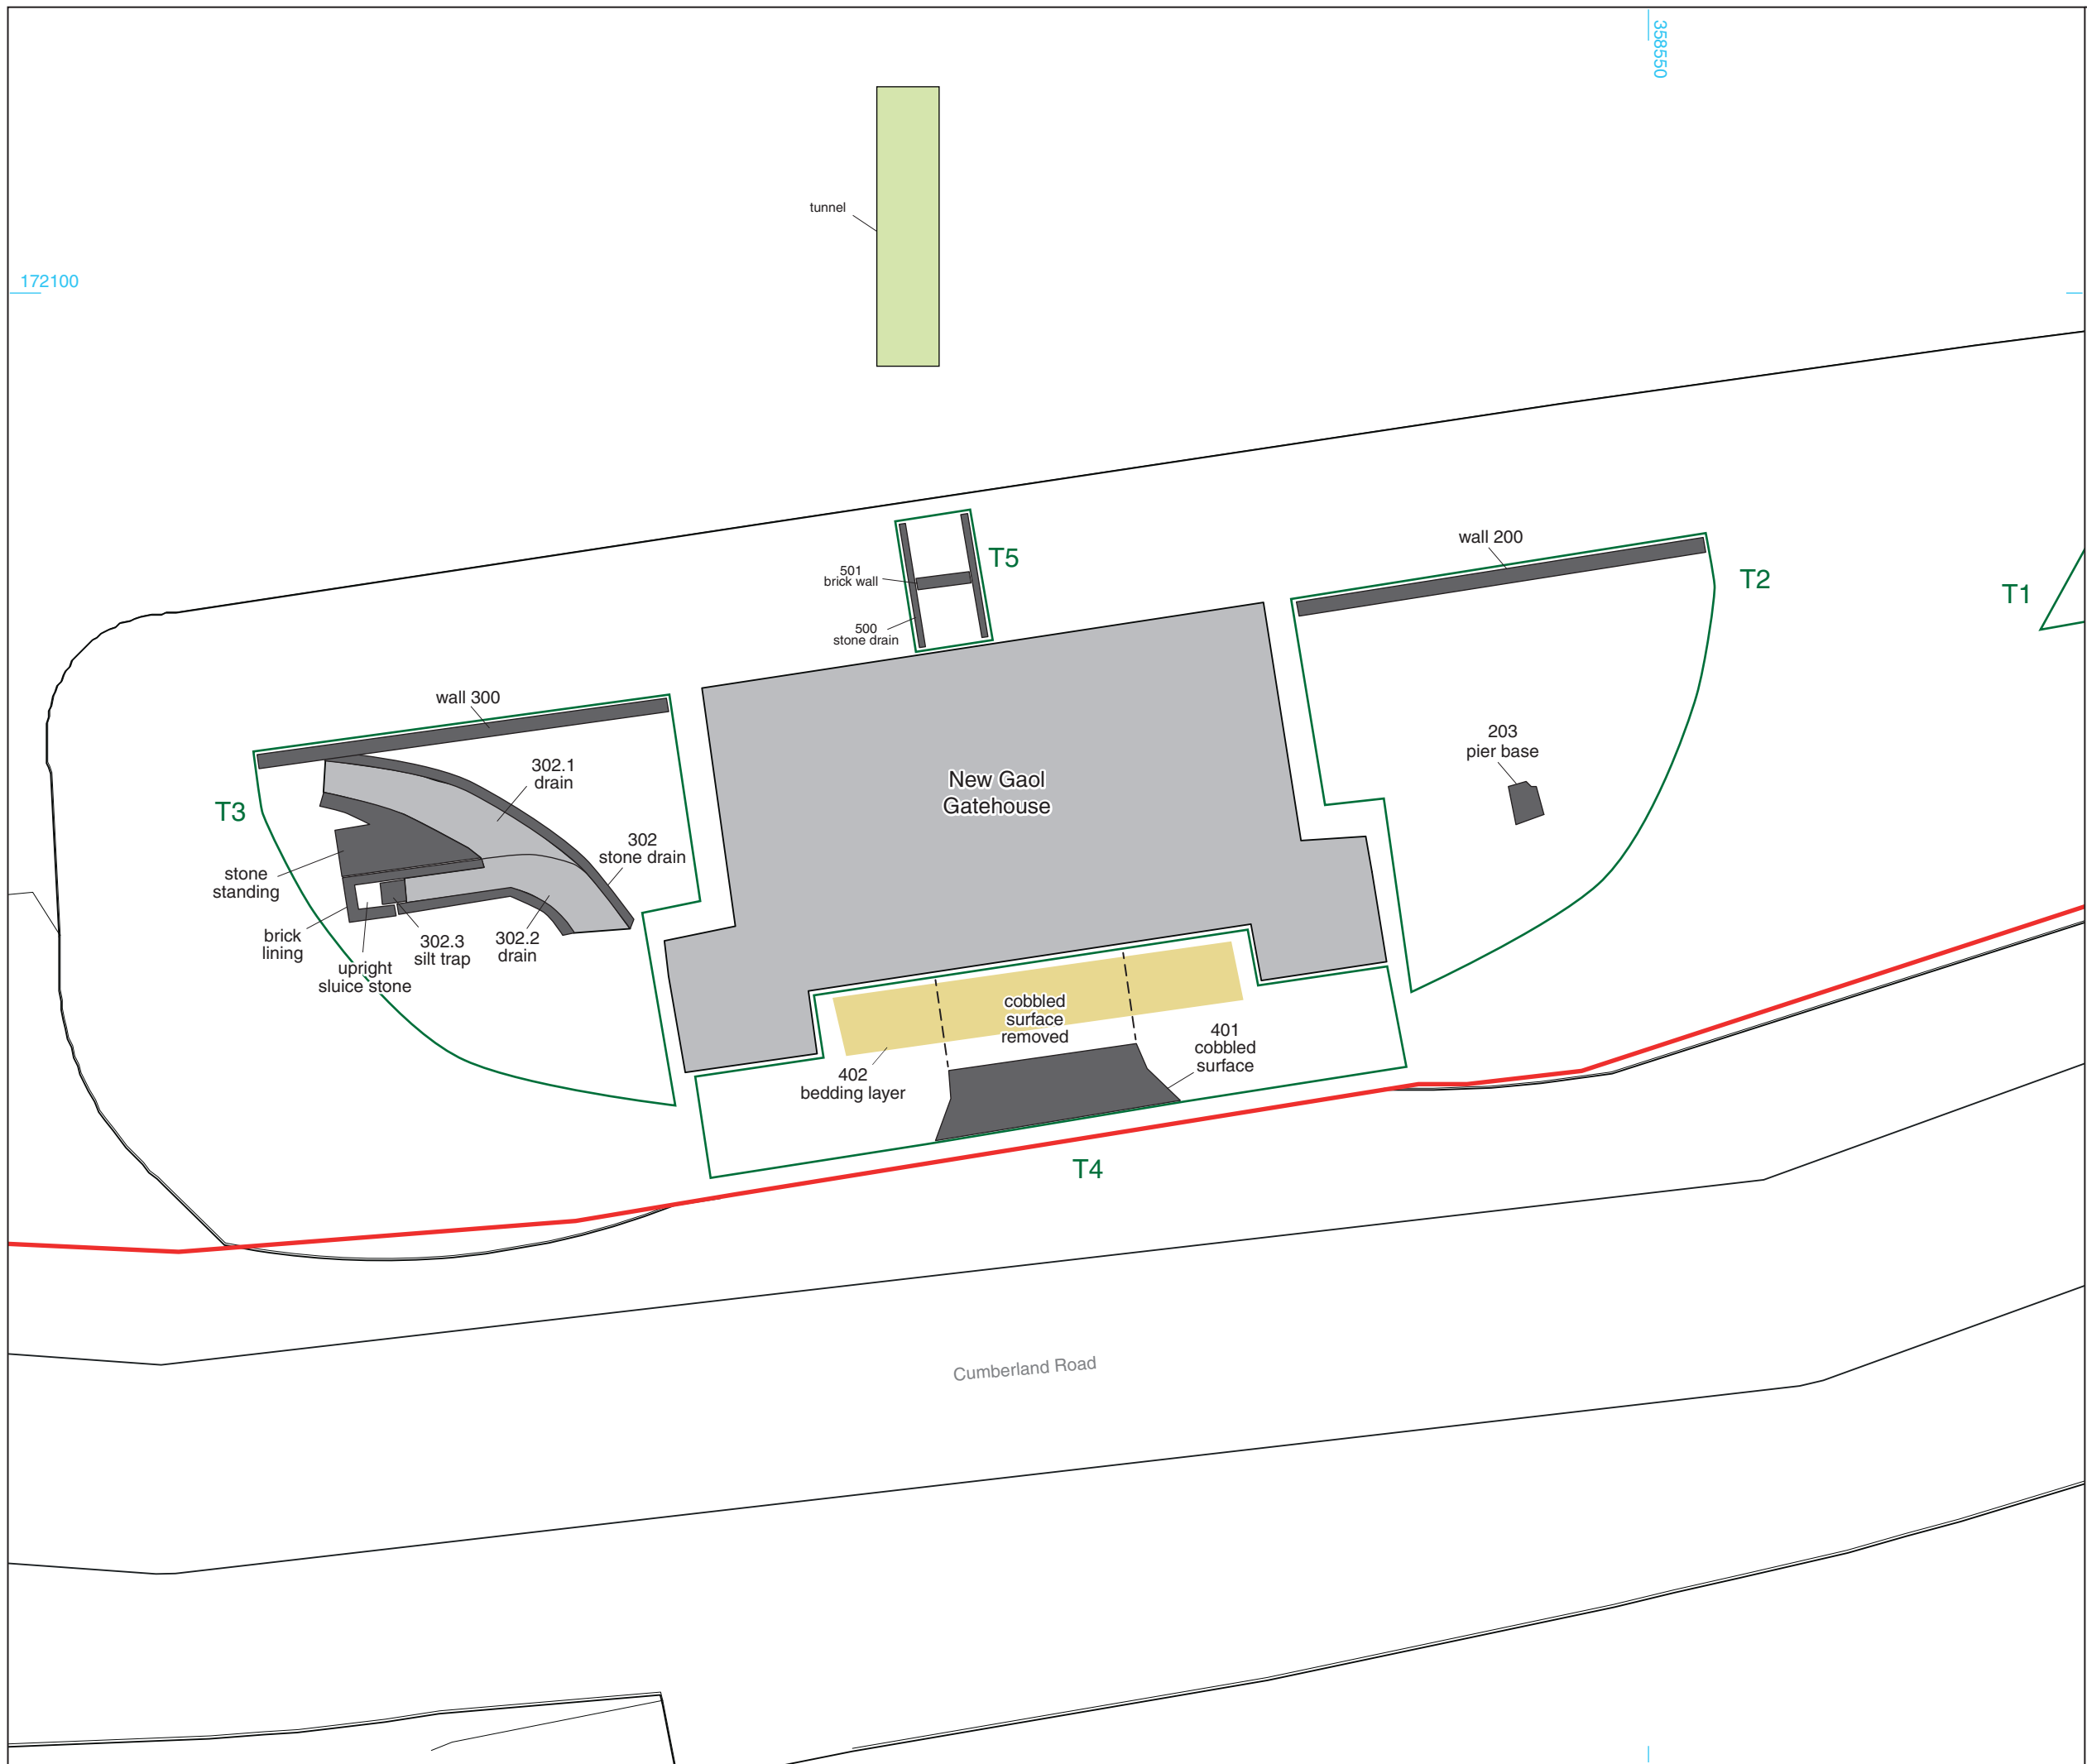 358550
tunnel
172100
T5
wall 200
501
brick wall
T2
T1
500
stone drain
wall 300
203
pier base
302.1
drain
New Gaol
Gatehouse
T3
302
stone drain
stone
standing
brick
lining
302.3
silt trap
302.2
drain
upright
sluice stone
cobbled
surface
removed
401
cobbled
surface
402
bedding layer
T4
Cumberland Road